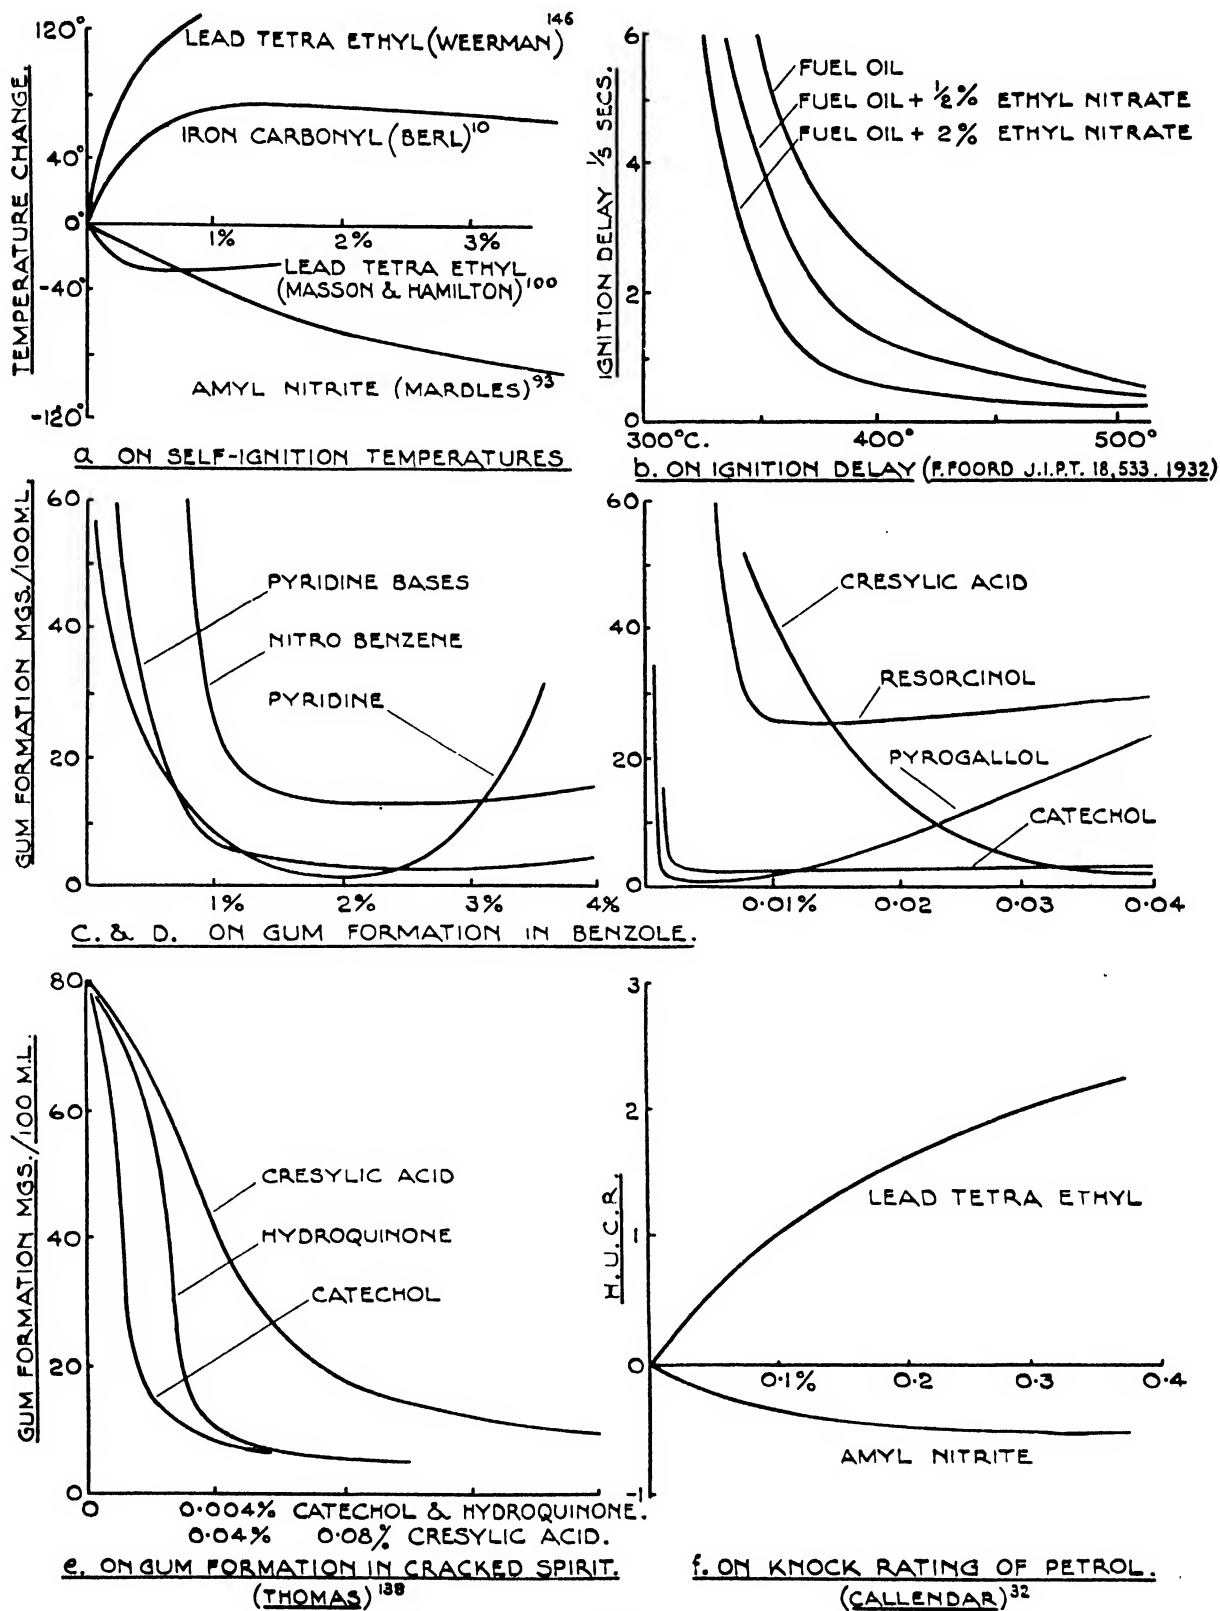 120°
40°
0°
-40°
-120°
TEMPERATURE CHANGE.
LEAD TETRA ETHYL (WEERMAN)146
IRON CARBONYL (BERL)10
1% 2% 3%
LEAD TETRA ETHYL
(MASSON & HAMILTON)100
AMYL NITRITE (MARDLES)93
a ON SELF-IGNITION TEMPERATURES
6
4
2
0
IGNITION DELAY 1/5 SECS.
FUEL OIL
FUEL OIL + 1/2% ETHYL NITRATE
FUEL OIL + 2% ETHYL NITRATE
300°C. 400° 500°
b. ON IGNITION DELAY (F. FOORD J.I.P.T. 18, 533. 1932)
60
40
20
0
GUM FORMATION MGS./100M.L.
PYRIDINE BASES
NITRO BENZENE
PYRIDINE
1% 2% 3% 4%
60
40
20
0
CRESYLIC ACID
RESORCINOL
PYROGALLOL
CATECHOL
0.01% 0.02 0.03 0.04
C. & D. ON GUM FORMATION IN BENZOLE.
80
60
40
20
0
GUM FORMATION MGS./100 M.L.
CRESYLIC ACID
HYDROQUINONE
CATECHOL
0 0.004% CATECHOL & HYDROQUINONE.
0.04% 0.08% CRESYLIC ACID.
e. ON GUM FORMATION IN CRACKED SPIRIT.
(THOMAS)138
3
2
1
0
-1
H.U.C.R.
LEAD TETRA ETHYL
0.1% 0.2 0.3 0.4
AMYL NITRITE
f. ON KNOCK RATING OF PETROL.
(CALLENDAR)32